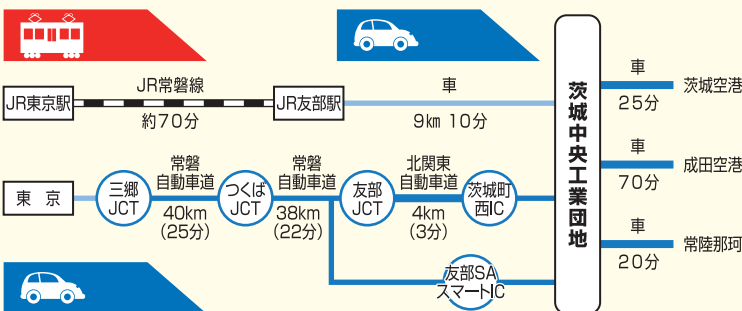 JR東京駅
JR常磐線
約70分
JR友部駅
車
9km 10分
東京
三郷
JCT
常磐
自動車道
40km
(25分)
つくば
JCT
常磐
自動車道
38km
(22分)
友部
JCT
北関東
自動車道
4km
(3分)
茨城町
西IC
友部SA
スマートIC
茨城中央工業団地
車
25分
茨城空港
車
70分
成田空港
車
20分
常陸那珂